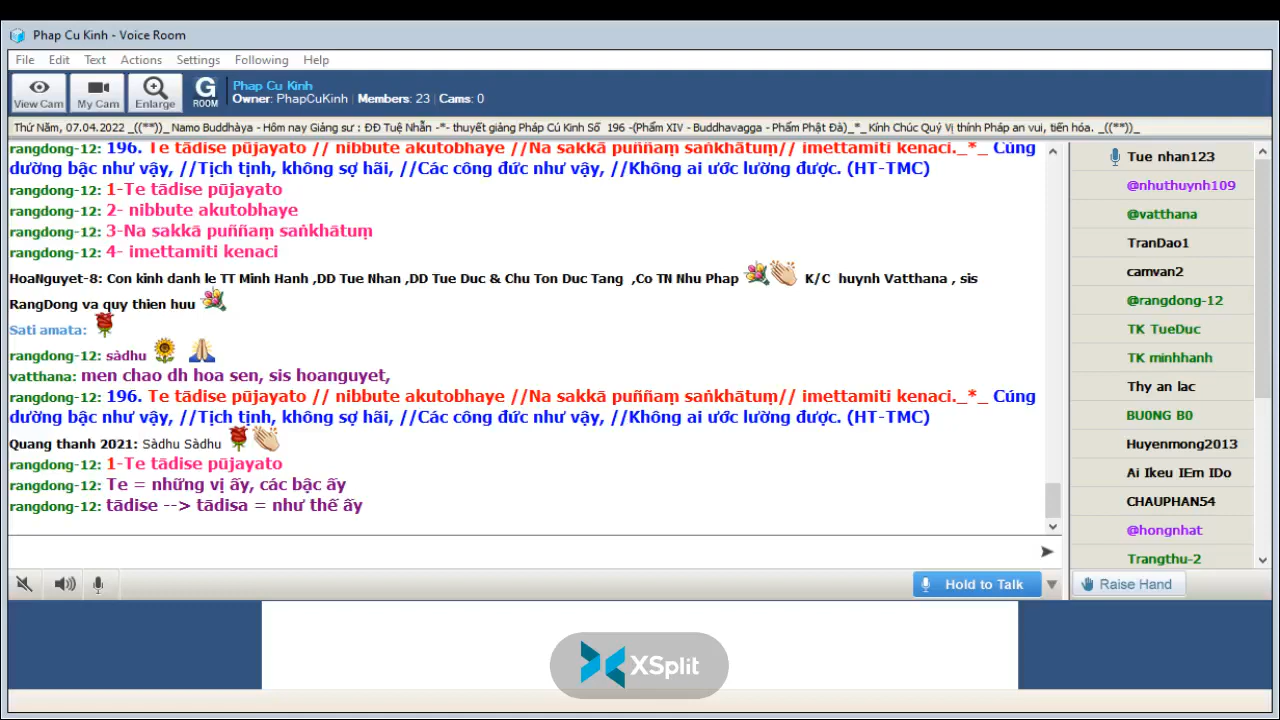 Phap Cu Kinh - Voice Room
File Edit Text Actions Settings Following Help
View Cam My Cam Enlarge G ROOM
Phap Cu Kinh
Owner: PhapCuKinh | Members: 23 | Cams: 0
Thứ Năm, 07.04.2022 _((**))_ Namo Buddhàya - Hôm nay Giảng sư : ĐĐ Tuệ Nhẫn -*- thuyết giảng Pháp Cú Kinh Số 196 -(Phẩm XIV - Buddhavagga - Phẩm Phật Đà)_*_ Kính Chúc Quý Vị thính Pháp an vui, tiến hóa. _((**))_
rangdong-12: 196. Te tādise pūjayato // nibbute akutobhaye //Na sakkā puññaṃ saṅkhātuṃ// imettamiti kenaci._*_ Cúng
dường bậc như vậy, //Tịch tịnh, không sợ hãi, //Các công đức như vậy, //Không ai ước lường được. (HT-TMC)
rangdong-12: 1-Te tādise pūjayato
rangdong-12: 2- nibbute akutobhaye
rangdong-12: 3-Na sakkā puññaṃ saṅkhātuṃ
rangdong-12: 4- imettamiti kenaci
HoaNguyet-8: Con kinh danh le TT Minh Hanh ,DD Tue Nhan ,DD Tue Duc & Chu Ton Duc Tang ,Co TN Nhu Phap K/C huynh Vatthana , sis
RangDong va quy thien huu
Sati amata:
rangdong-12: sàdhu
vatthana: men chao dh hoa sen, sis hoanguyet,
rangdong-12: 196. Te tādise pūjayato // nibbute akutobhaye //Na sakkā puññaṃ saṅkhātuṃ// imettamiti kenaci._*_ Cúng
dường bậc như vậy, //Tịch tịnh, không sợ hãi, //Các công đức như vậy, //Không ai ước lường được. (HT-TMC)
Quang thanh 2021: Sàdhu Sàdhu
rangdong-12: 1-Te tādise pūjayato
rangdong-12: Te = những vị ấy, các bậc ấy
rangdong-12: tādise --> tādisa = như thế ấy
Tue nhan123
@nhuthuynh109
@vatthana
TranDao1
camvan2
@rangdong-12
TK TueDuc
TK minhhanh
Thy an lac
BU0NG B0
Huyenmong2013
Ai Ikeu IEm IDo
CHAUPHAN54
@hongnhat
Trangthu-2
Hold to Talk
Raise Hand
XSplit